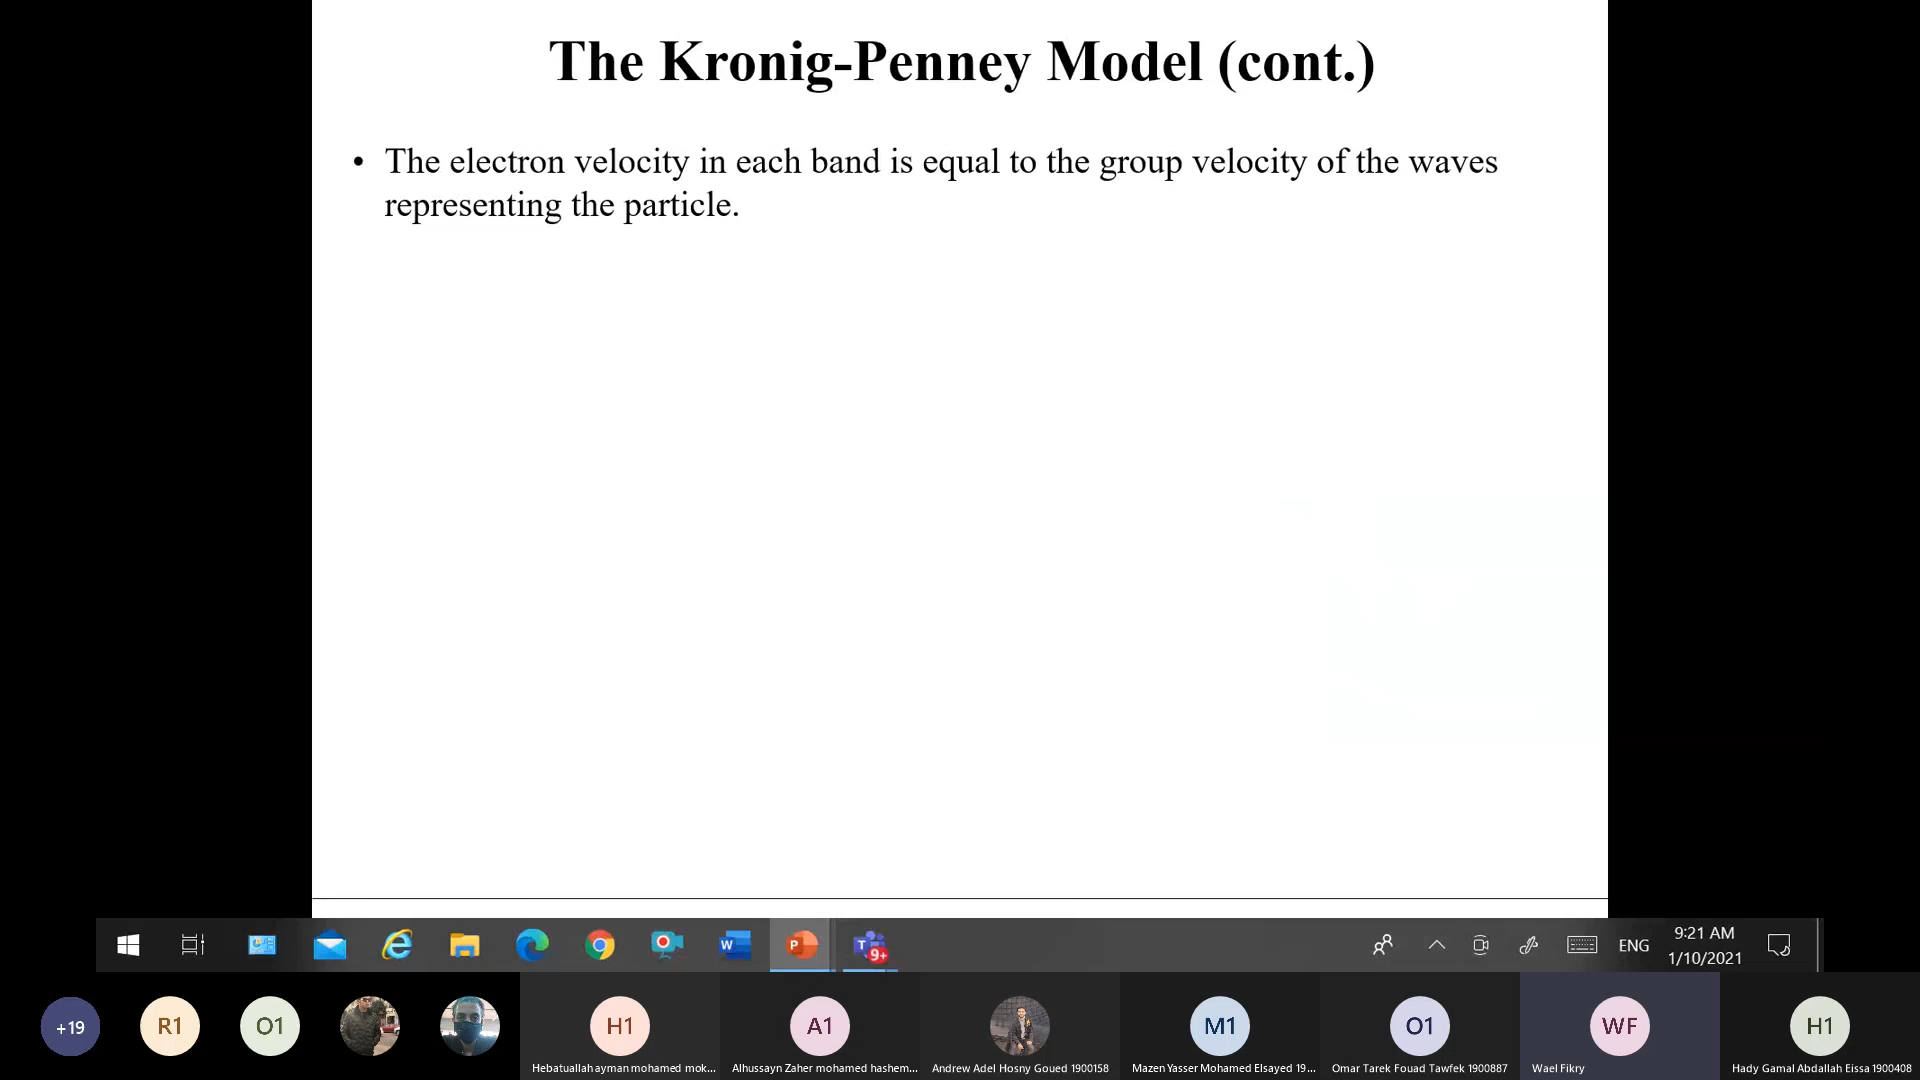 The Kronig-Penney Model (cont.)
• The electron velocity in each band is equal to the group velocity of the waves
representing the particle.
W
P
T
9+
ENG
9:21 AM
1/10/2021
+19
R1
O1
H1
A1
M1
O1
WF
H1
Hebatuallah ayman mohamed mok...
Alhussayn Zaher mohamed hashem...
Andrew Adel Hosny Goued 1900158
Mazen Yasser Mohamed Elsayed 19...
Omar Tarek Fouad Tawfek 1900887
Wael Fikry
Hady Gamal Abdallah Eissa 1900408